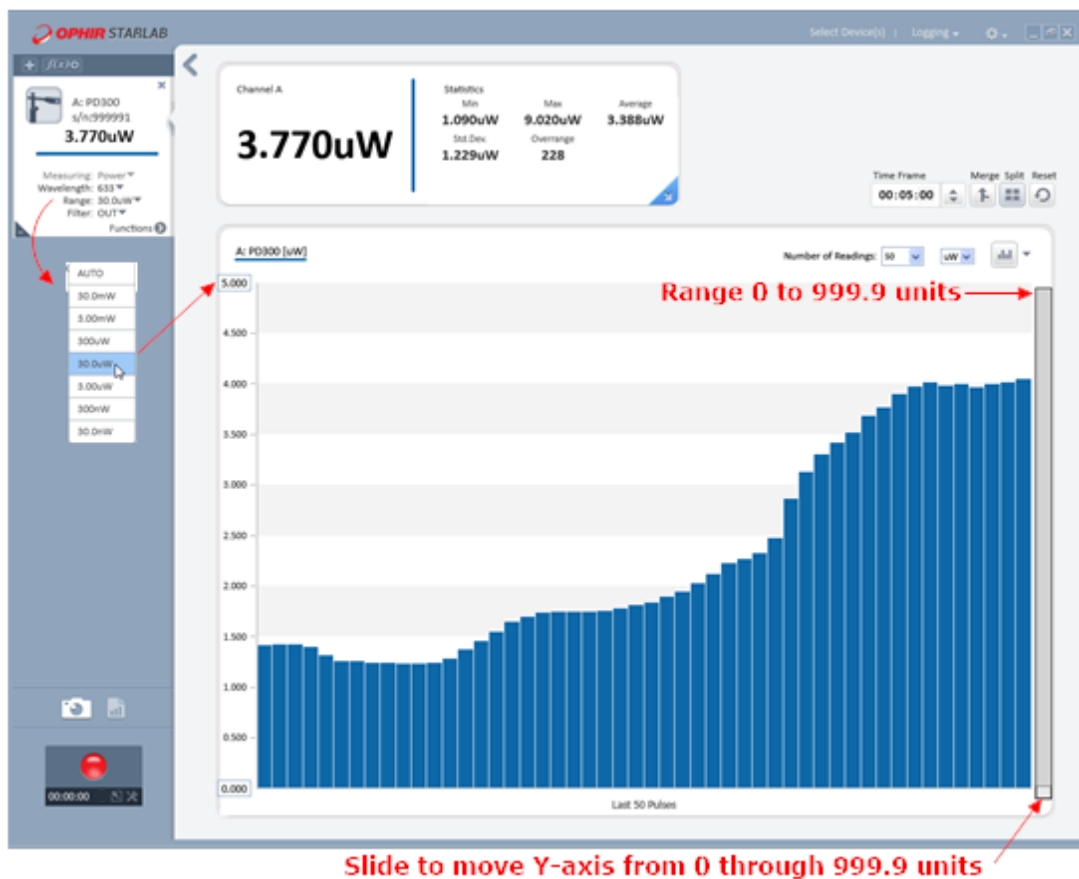 OPHIR STARLAB
Select Device(s) | Logging
f(x)
A: PD300
s/n:999991
3.770uW
Measuring: Power
Wavelength: 633
Range: 30.0uW
Filter: OUT
Functions
AUTO
30.0mW
3.00mW
300uW
30.0uW
3.00uW
300nW
30.0nW
00:00:00
Channel A
3.770uW
Statistics
Min Max Average
1.090uW 9.020uW 3.388uW
Std.Dev. Overrange
1.229uW 228
Time Frame Merge Split Reset
00:05:00
A: PD300 [uW]
Number of Readings: 50 uW
Range 0 to 999.9 units
5.000
4.500
4.000
3.500
3.000
2.500
2.000
1.500
1.000
0.500
0.000
Last 50 Pulses
Slide to move Y-axis from 0 through 999.9 units